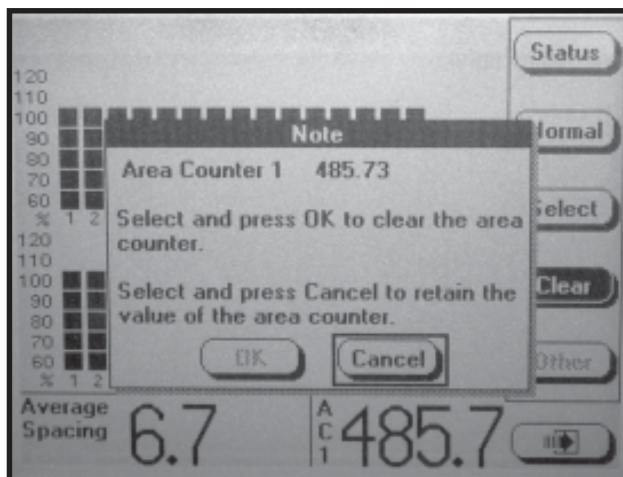 Status
120
110
100
90
80
70
60
% 1 2
Note
Area Counter 1 485.73
Select and press OK to clear the area
counter.
Select and press Cancel to retain the
value of the area counter.
OK Cancel
Normal
Select
Clear
Other
120
110
100
90
80
70
60
% 1 2
Average
Spacing 6.7
AC1 485.7